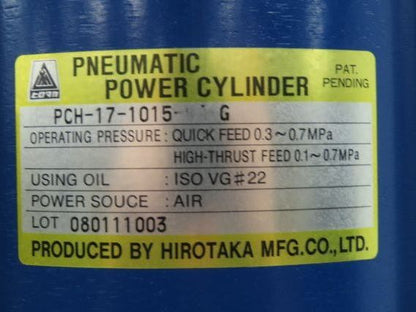 PNEUMATIC
POWER CYLINDER
PAT.
PENDING
PCH-17-1015- G
OPERATING PRESSURE : QUICK FEED 0.3~0.7MPa
HIGH-THRUST FEED 0.1~0.7MPa
USING OIL : ISO VG#22
POWER SOUCE : AIR
LOT 080111003
PRODUCED BY HIROTAKA MFG.CO.,LTD.